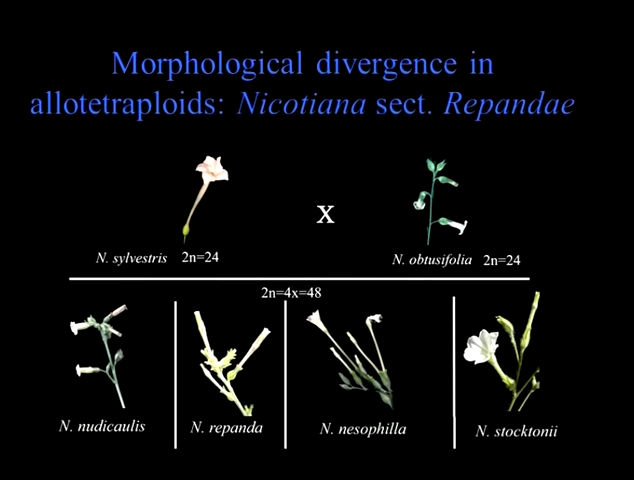 Morphological divergence in
allotetraploids: Nicotiana sect. Repandae
x
N. sylvestris 2n=24
N. obtusifolia 2n=24
2n=4x=48
N. nudicaulis
N. repanda
N. nesophilla
N. stocktonii